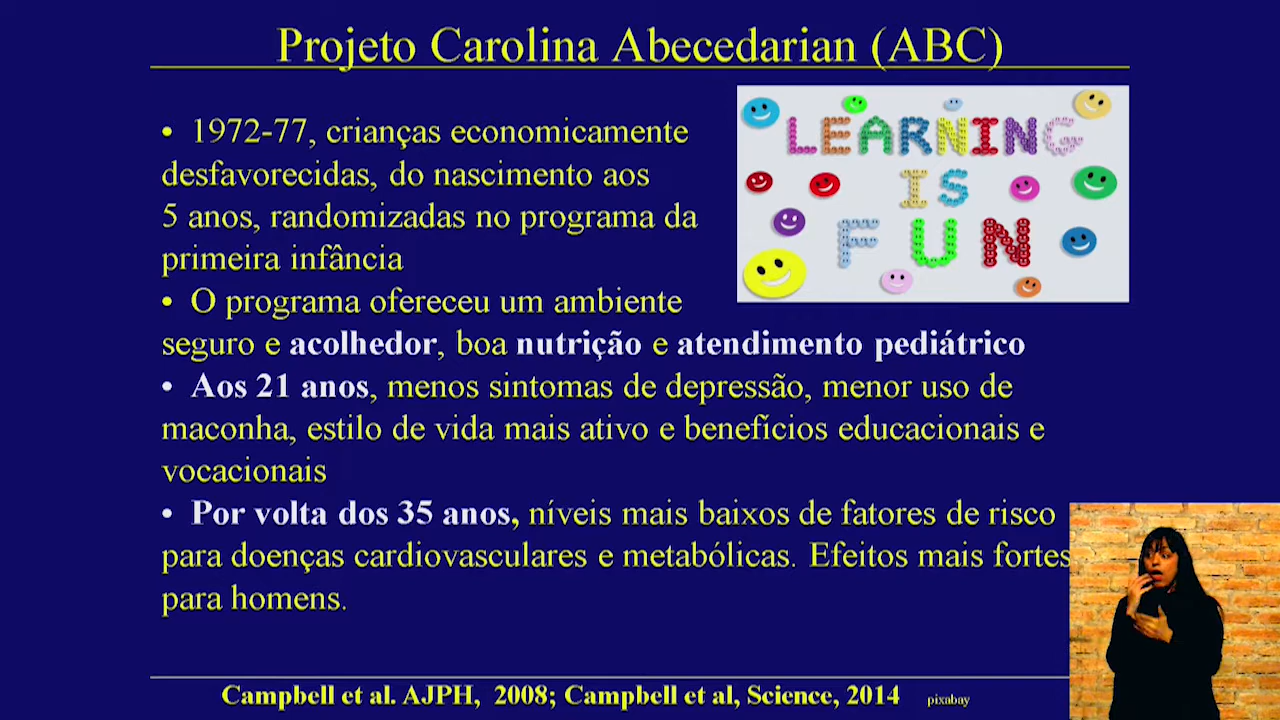 Projeto Carolina Abecedarian (ABC)
• 1972-77, crianças economicamente
desfavorecidas, do nascimento aos
5 anos, randomizadas no programa da
primeira infância
• O programa ofereceu um ambiente
seguro e acolhedor, boa nutrição e atendimento pediátrico
• Aos 21 anos, menos sintomas de depressão, menor uso de
maconha, estilo de vida mais ativo e benefícios educacionais e
vocacionais
• Por volta dos 35 anos, níveis mais baixos de fatores de risco
para doenças cardiovasculares e metabólicas. Efeitos mais fortes
para homens.
LEARNING
IS
FUN
Campbell et al. AJPH, 2008; Campbell et al, Science, 2014
pixabay